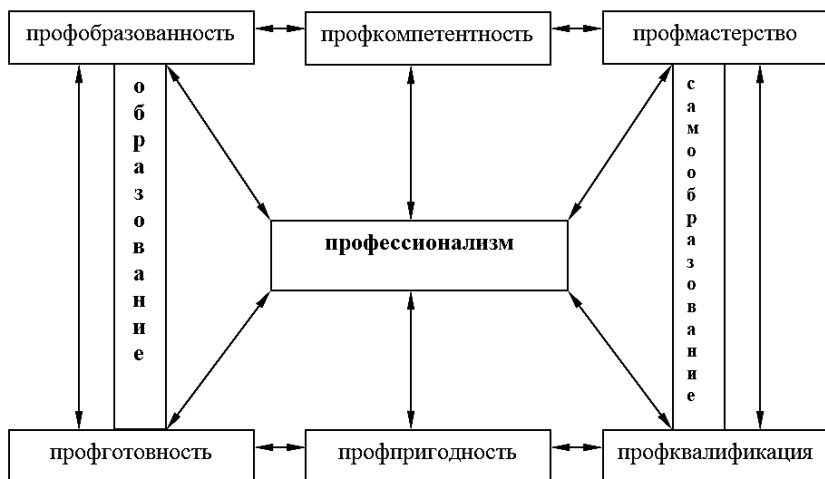 профобразованность
профкомпетентность
профмастерство
образование
самообразование
профессионализм
профготовность
профпригодность
профквалификация